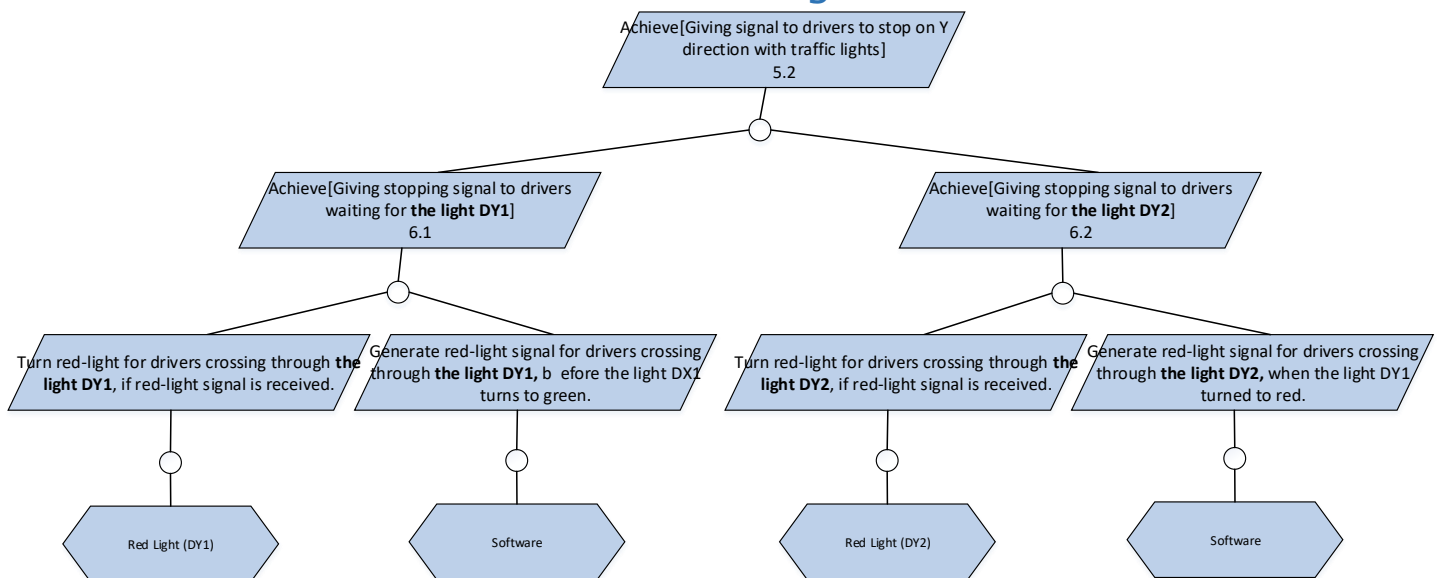 Achieve[Giving signal to drivers to stop on Y
direction with traffic lights]
5.2
Achieve[Giving stopping signal to drivers
waiting for the light DY1]
6.1
Achieve[Giving stopping signal to drivers
waiting for the light DY2]
6.2
Turn red-light for drivers crossing through the
light DY1, if red-light signal is received.
Generate red-light signal for drivers crossing
through the light DY1, b efore the light DX1
turns to green.
Turn red-light for drivers crossing through the
light DY2, if red-light signal is received.
Generate red-light signal for drivers crossing
through the light DY2, when the light DY1
turned to red.
Red Light (DY1)
Software
Red Light (DY2)
Software